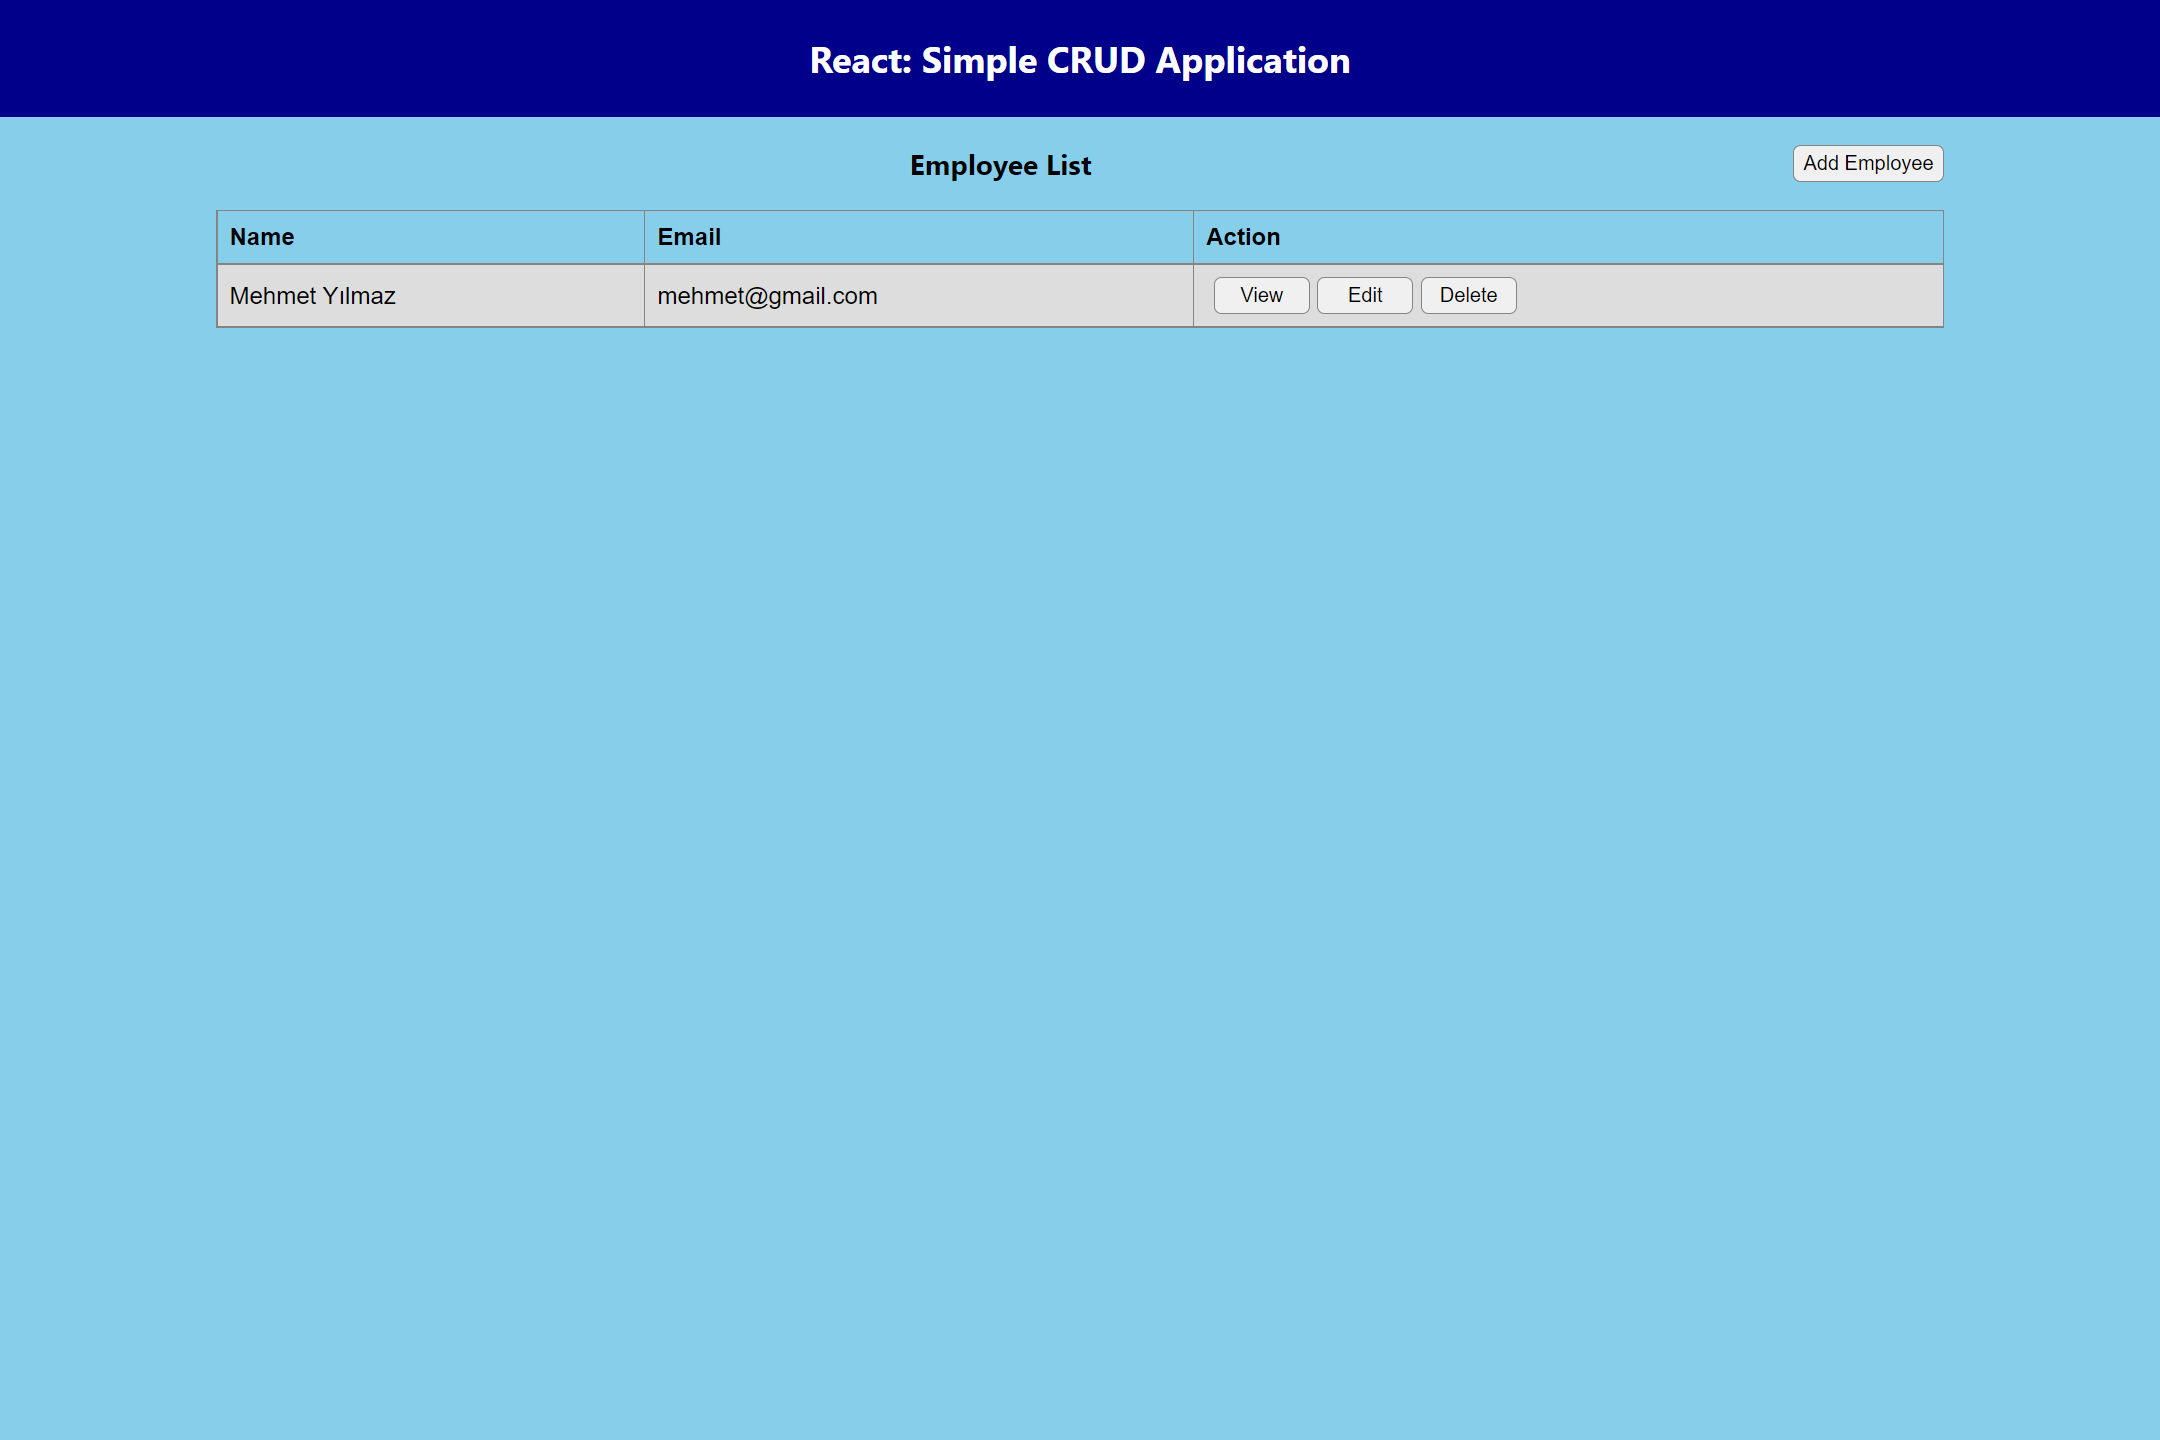 React: Simple CRUD Application
Employee List
Add Employee
Name Email Action
Mehmet Yılmaz mehmet@gmail.com View Edit Delete